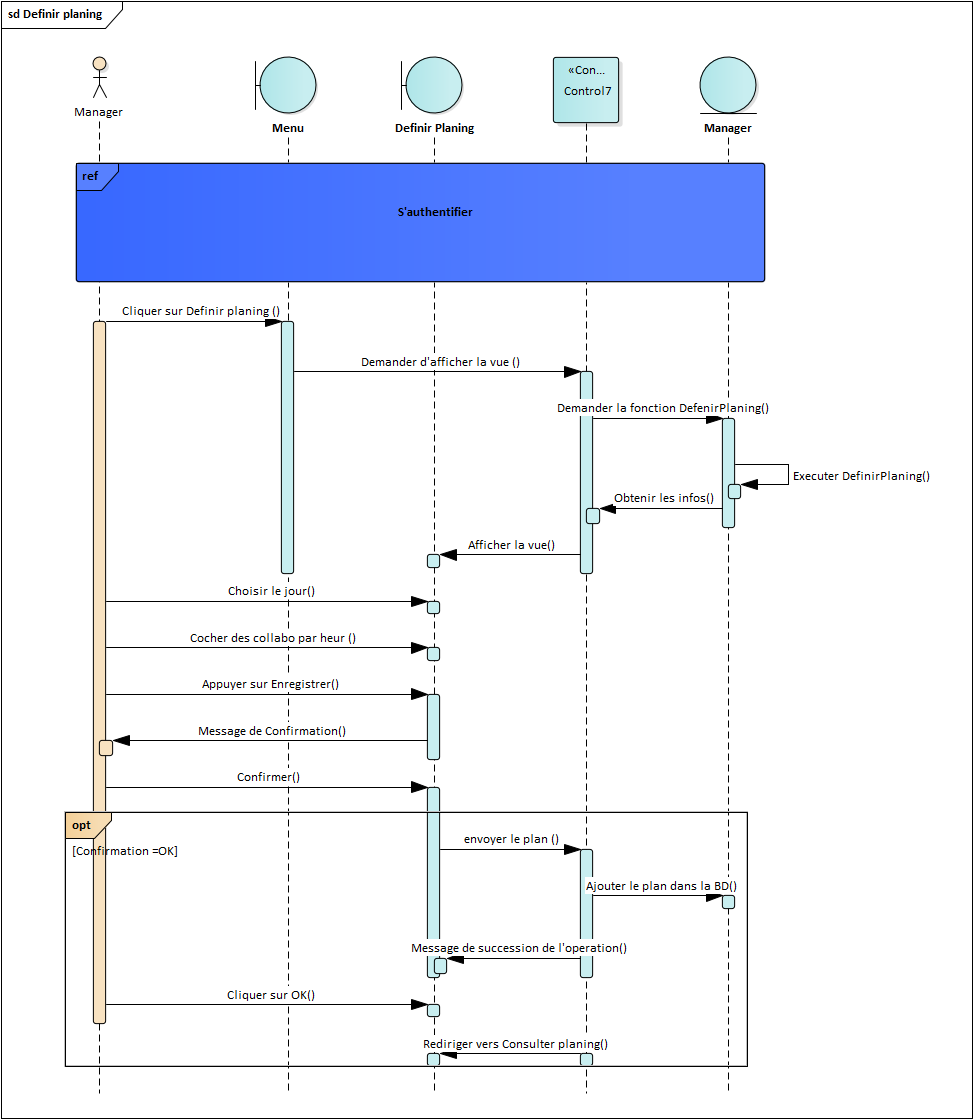 sd Definir planing
Manager
Menu
Definir Planing
«Con...
Control7
Manager
ref
S'authentifier
Cliquer sur Definir planing ()
Demander d'afficher la vue ()
Demander la fonction DefenirPlaning()
Executer DefinirPlaning()
Obtenir les infos()
Afficher la vue()
Choisir le jour()
Cocher des collabo par heur ()
Appuyer sur Enregistrer()
Message de Confirmation()
Confirmer()
opt
[Confirmation =OK]
envoyer le plan ()
Ajouter le plan dans la BD()
Message de succession de l'operation()
Cliquer sur OK()
Rediriger vers Consulter planing()